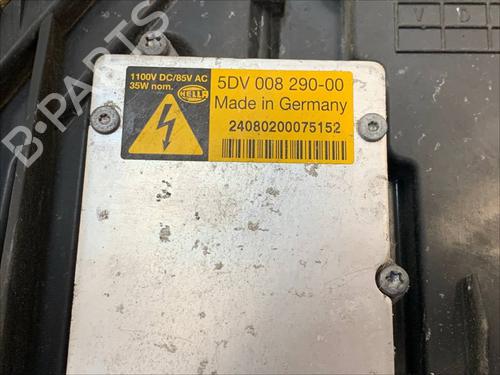 1100V DC/85V AC
35W nom.
HELLA
5DV 008 290-00
Made in Germany
24080200075152
B-PARTS
V D